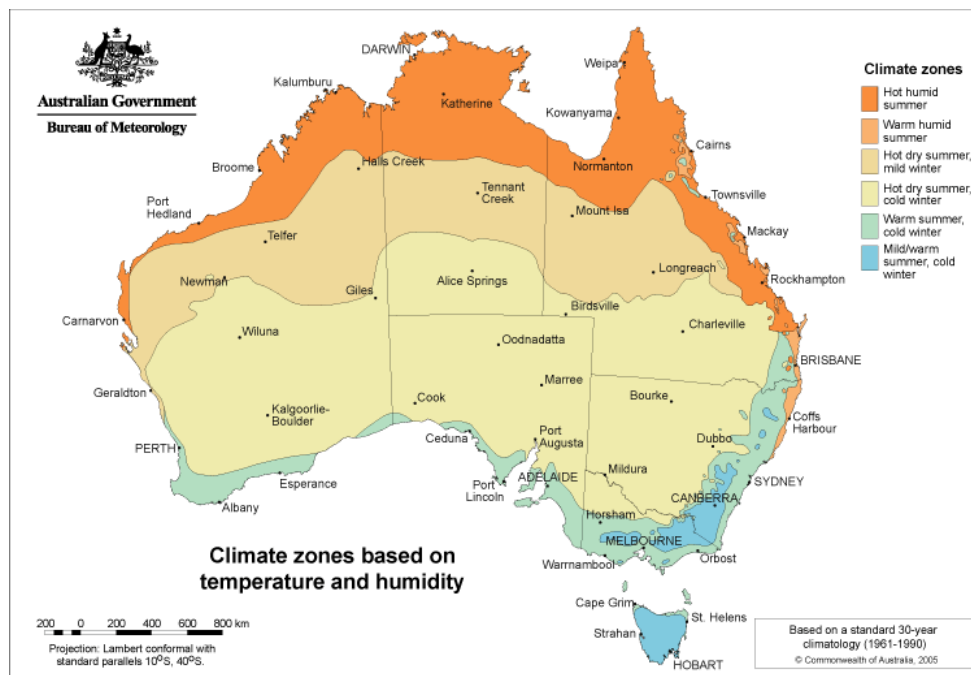 Australian Government
Bureau of Meteorology
DARWIN
Kalumburu
Katherine
Weipa
Kowanyama
Cairns
Normanton
Broome
Halls Creek
Tennant
Creek
Mount Isa
Townsville
Port
Hedland
Telfer
Mackay
Newman
Giles
Alice Springs
Longreach
Rockhampton
Carnarvon
Wiluna
Birdsville
Charleville
Oodnadatta
BRISBANE
Geraldton
Marree
Kalgoorlie-
Boulder
Cook
Bourke
Coffs
Harbour
PERTH
Ceduna
Port
Augusta
Dubbo
Esperance
Port
Lincoln
ADELAIDE
Mildura
SYDNEY
Albany
Horsham
CANBERRA
MELBOURNE
Warrnambool
Orbost
Cape Grim
St. Helens
Strahan
HOBART
Climate zones
Hot humid
summer
Warm humid
summer
Hot dry summer,
mild winter
Hot dry summer,
cold winter
Warm summer,
cold winter
Mild/warm
summer, cold
winter
Climate zones based on
temperature and humidity
200 0 200 400 600 800 km
Projection: Lambert conformal with
standard parallels 10°S, 40°S.
Based on a standard 30-year
climatology (1961-1990)
© Commonwealth of Australia, 2005